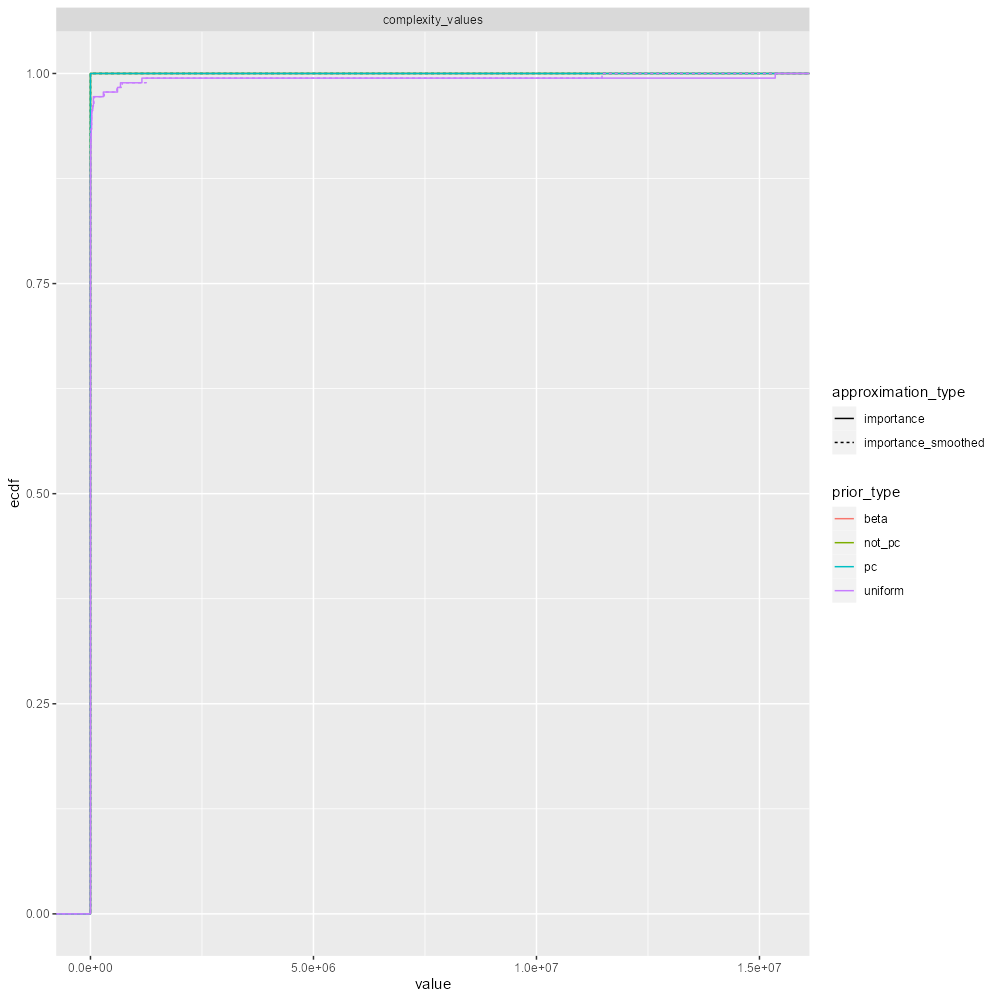 complexity_values
1.00
0.75
0.50
0.25
0.00
ecdf
0.0e+00
5.0e+06
1.0e+07
1.5e+07
value
approximation_type
importance
importance_smoothed
prior_type
beta
not_pc
pc
uniform